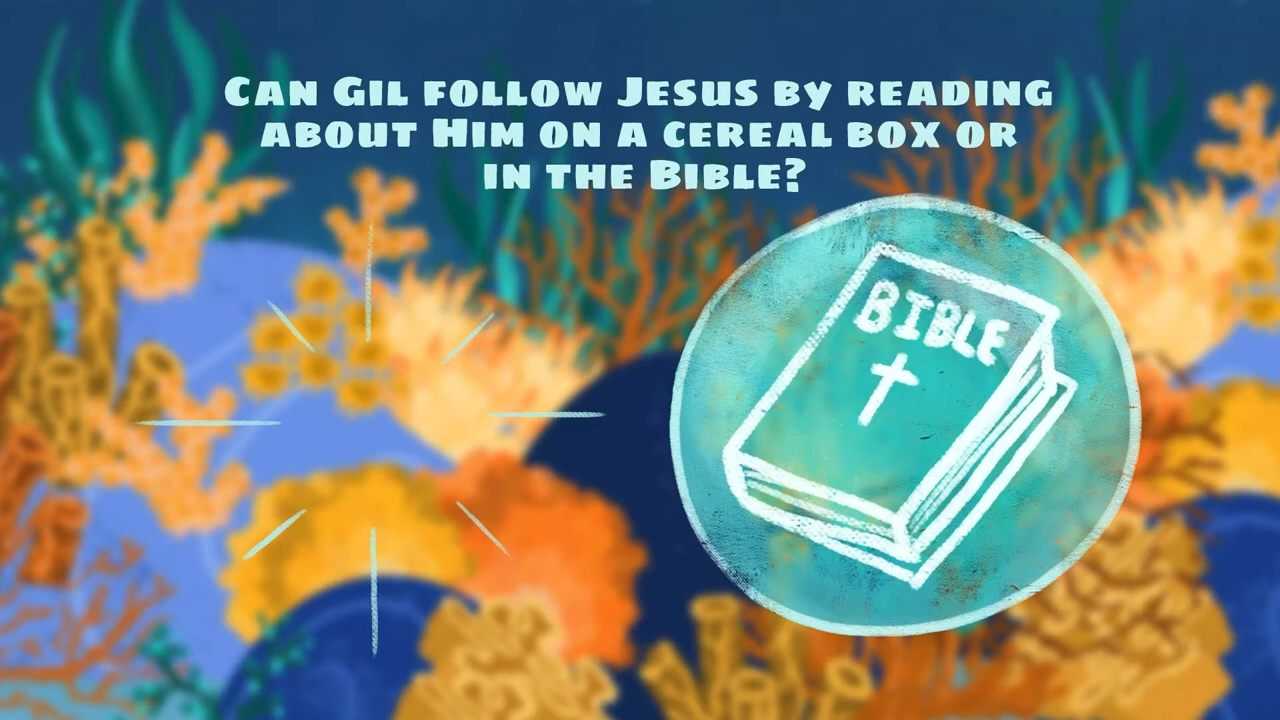 Can Gil follow Jesus by reading
about Him on a cereal box or
in the Bible?
BIBLE